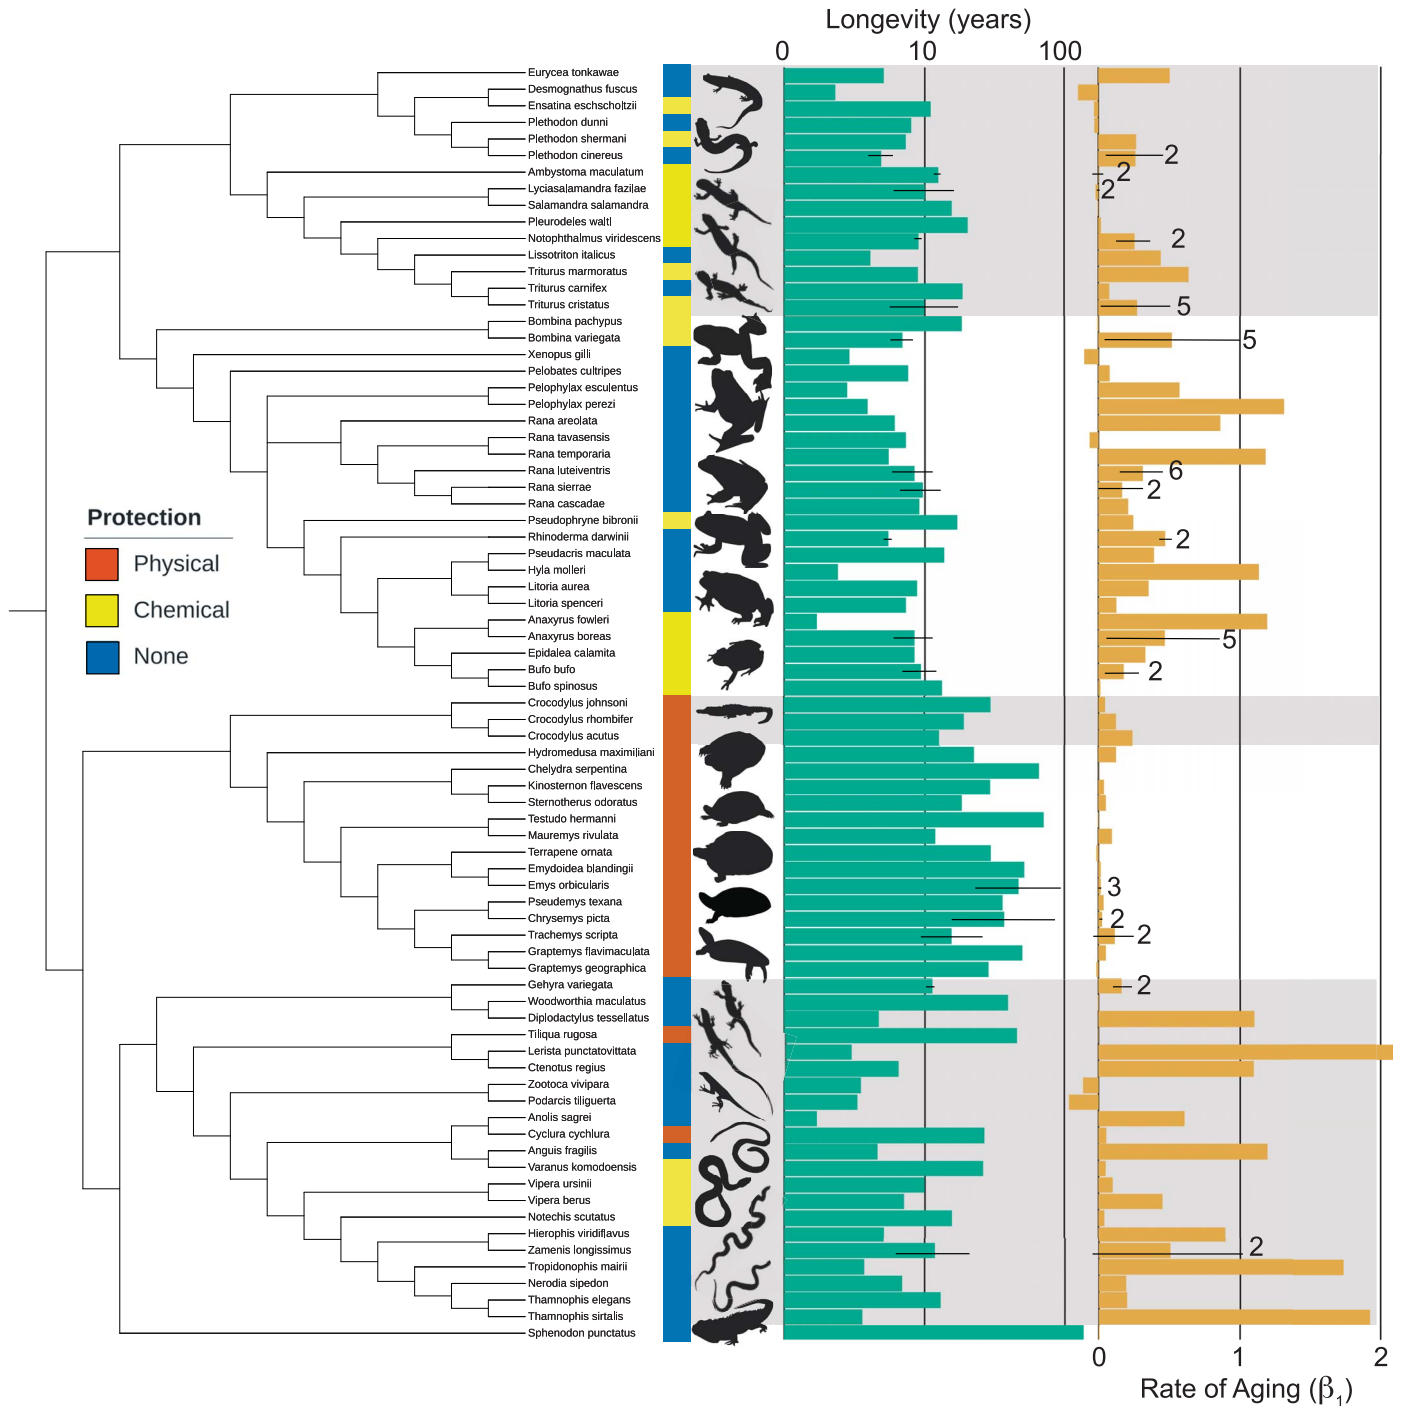 Longevity (years)
0 10 100
Eurycea tonkawae
Desmognathus fuscus
Ensatina eschscholtzii
Plethodon dunni
Plethodon shermani
Plethodon cinereus
2
Ambystoma maculatum
2
Lyciasalamandra fazilae
2
Salamandra salamandra
Pleurodeles waltl
Notophthalmus viridescens
2
Lissotriton italicus
Triturus marmoratus
Triturus carnifex
Triturus cristatus
5
Bombina pachypus
Bombina variegata
5
Xenopus gilli
Pelobates cultripes
Pelophylax esculentus
Pelophylax perezi
Rana areolata
Rana tavasensis
Rana temporaria
Rana luteiventris
6
Rana sierrae
2
Rana cascadae
Pseudophryne bibronii
Rhinoderma darwinii
2
Pseudacris maculata
Hyla molleri
Litoria aurea
Litoria spenceri
Anaxyrus fowleri
Anaxyrus boreas
5
Epidalea calamita
Bufo bufo
2
Bufo spinosus
Crocodylus johnsoni
Crocodylus rhombifer
Crocodylus acutus
Hydromedusa maximiliani
Chelydra serpentina
Kinosternon flavescens
Sternotherus odoratus
Testudo hermanni
Mauremys rivulata
Terrapene ornata
Emydoidea blandingii
Emys orbicularis
3
Pseudemys texana
Chrysemys picta
2
Trachemys scripta
2
Graptemys flavimaculata
Graptemys geographica
Gehyra variegata
2
Woodworthia maculatus
Diplodactylus tessellatus
Tiliqua rugosa
Lerista punctatovittata
Ctenotus regius
Zootoca vivipara
Podarcis tiliguerta
Anolis sagrei
Cyclura cychlura
Anguis fragilis
Varanus komodoensis
Vipera ursinii
Vipera berus
Notechis scutatus
Hierophis viridiflavus
Zamenis longissimus
2
Tropidonophis mairii
Nerodia sipedon
Thamnophis elegans
Thamnophis sirtalis
Sphenodon punctatus
Protection
Physical
Chemical
None
0 1 2
Rate of Aging (β₁)